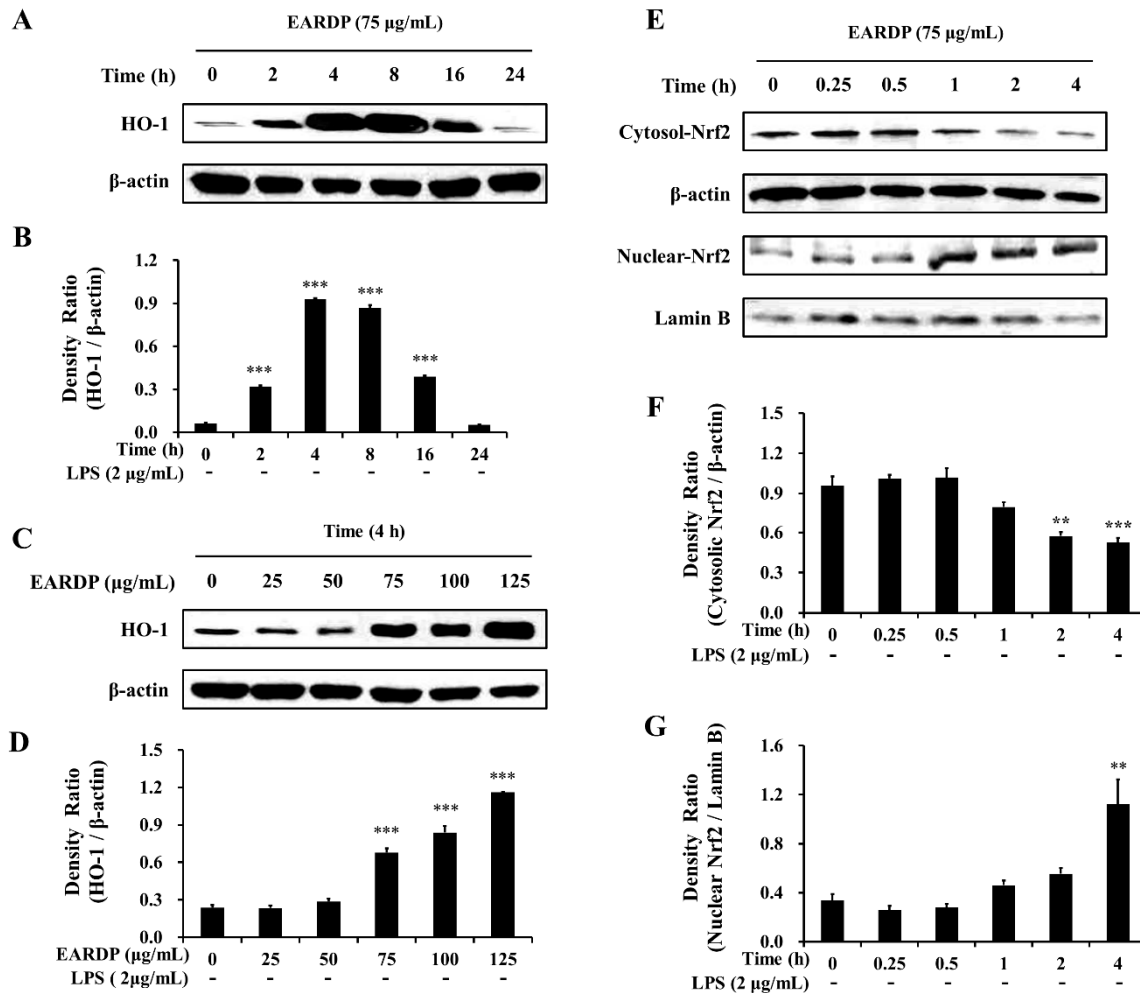 A
EARDP (75 μg/mL)
Time (h) 0 2 4 8 16 24
HO-1
β-actin
B
Density Ratio
(HO-1 / β-actin)
1.2
0.9
0.6
0.3
0.0
*** *** *** ***
Time (h) 0 2 4 8 16 24
LPS (2 μg/mL) - - - - - -
C
Time (4 h)
EARDP (μg/mL) 0 25 50 75 100 125
HO-1
β-actin
D
Density Ratio
(HO-1 / β-actin)
1.5
1.2
0.9
0.6
0.3
0.0
*** *** ***
EARDP (μg/mL) 0 25 50 75 100 125
LPS ( 2μg/mL) - - - - - -
E
EARDP (75 μg/mL)
Time (h) 0 0.25 0.5 1 2 4
Cytosol-Nrf2
β-actin
Nuclear-Nrf2
Lamin B
F
Density Ratio
(Cytosolic Nrf2 / β-actin)
1.5
1.2
0.9
0.6
0.3
0.0
** ***
Time (h) 0 0.25 0.5 1 2 4
LPS (2 μg/mL) - - - - - -
G
Density Ratio
(Nuclear Nrf2 / Lamin B)
1.6
1.2
0.8
0.4
0.0
**
Time (h) 0 0.25 0.5 1 2 4
LPS (2 μg/mL) - - - - - -